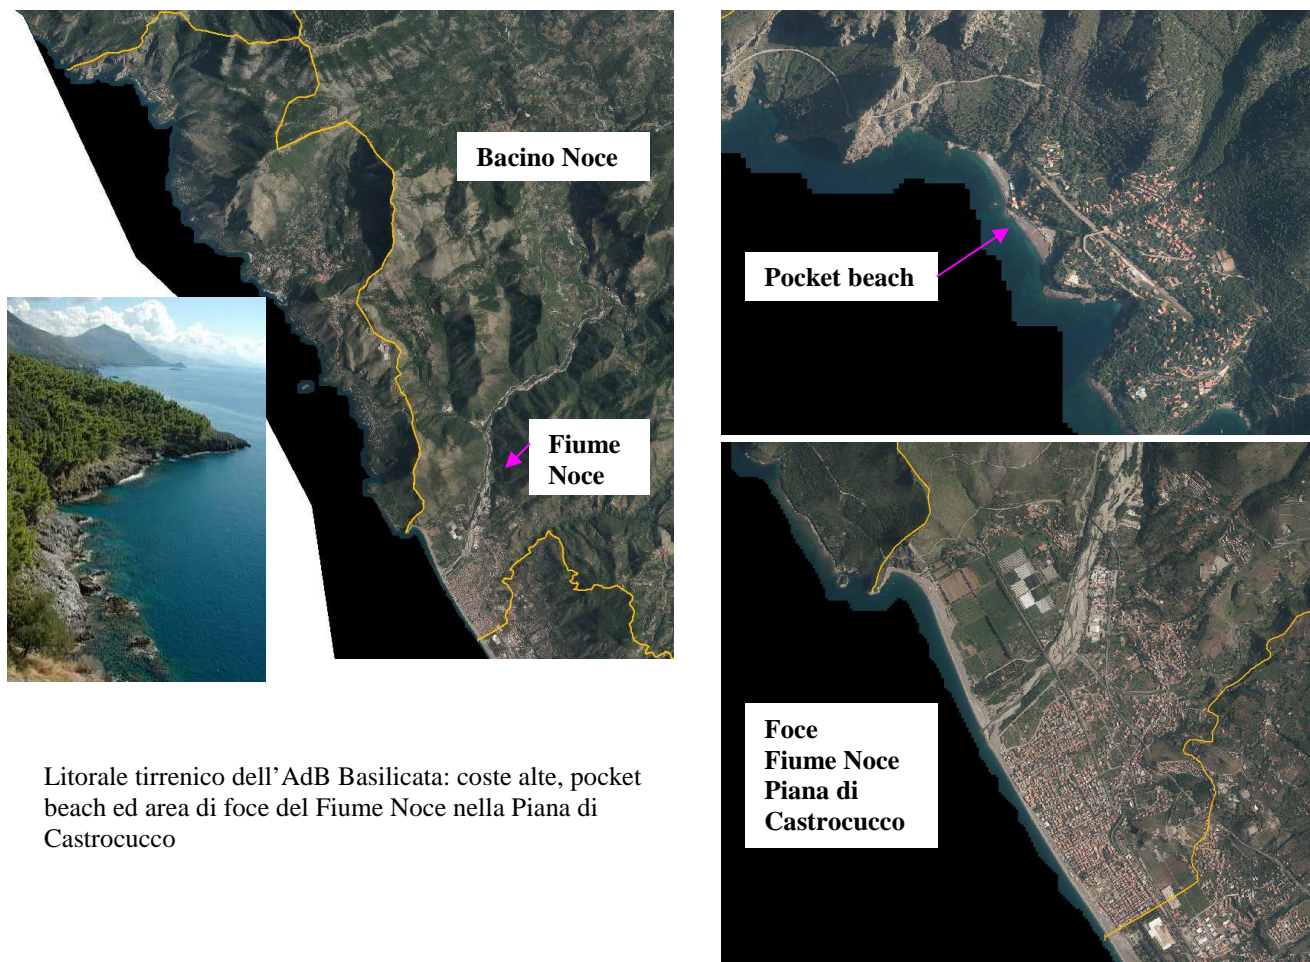 Bacino Noce
Fiume
Noce
Pocket beach
Foce
Fiume Noce
Piana di
Castrocucco
Litorale tirrenico dell’AdB Basilicata: coste alte, pocket
beach ed area di foce del Fiume Noce nella Piana di
Castrocucco